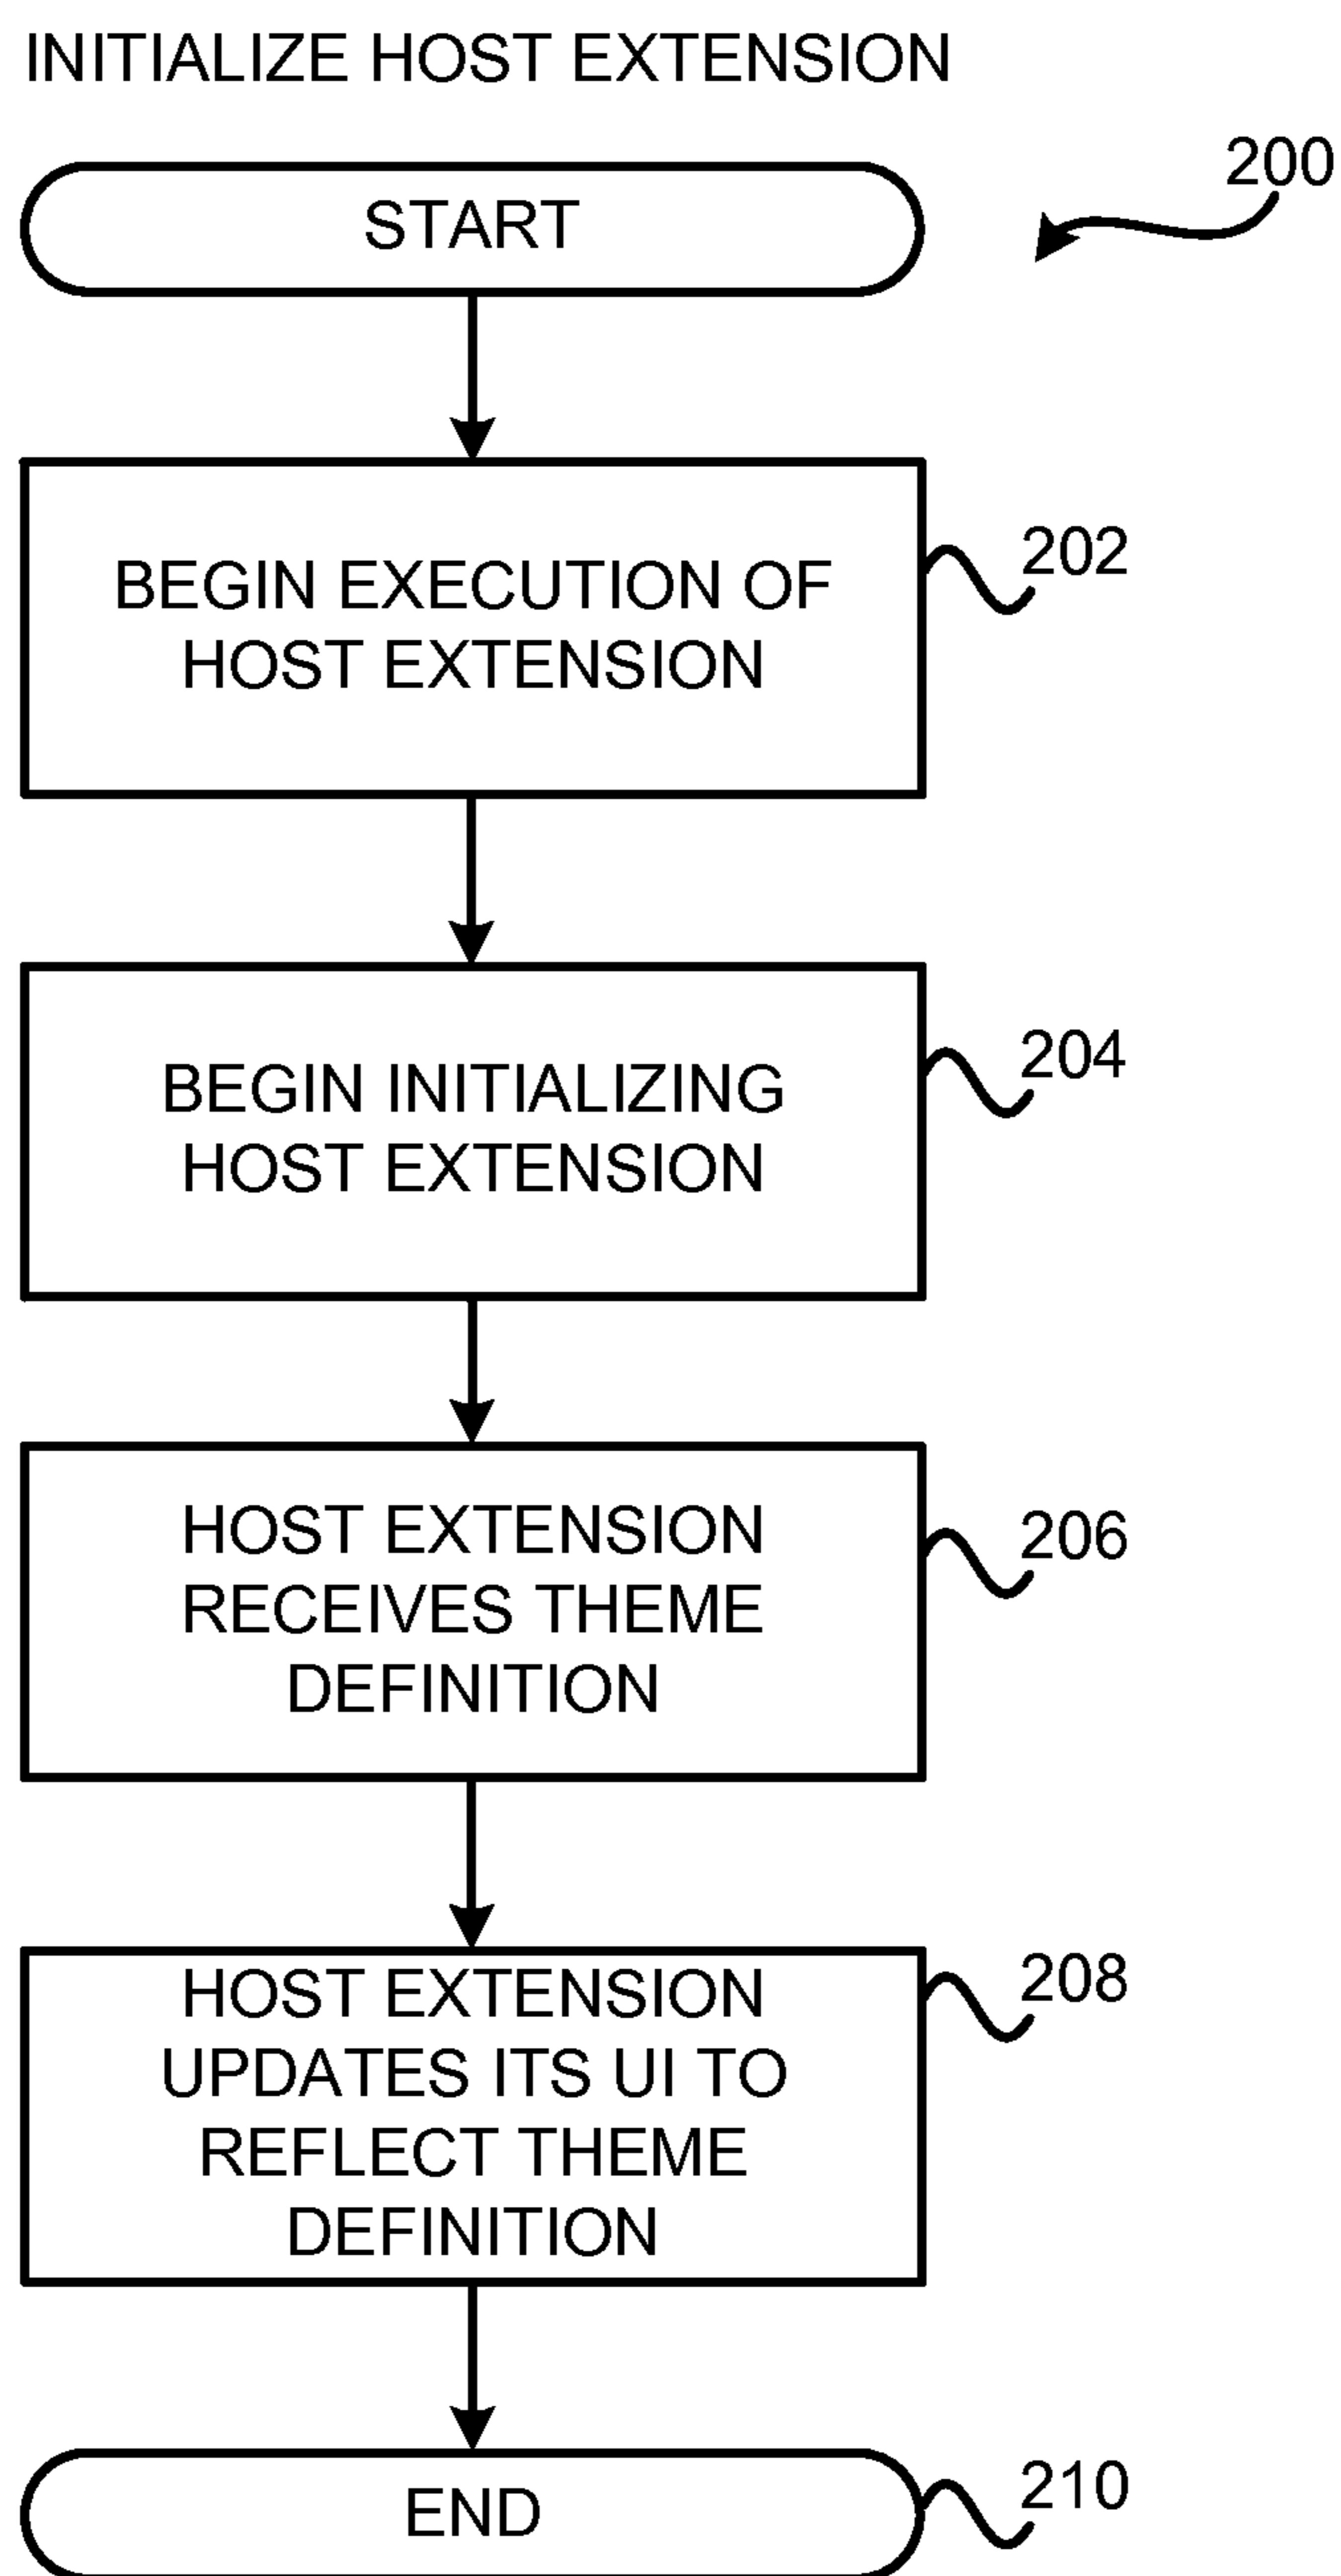 INITIALIZE HOST EXTENSION
200
START
BEGIN EXECUTION OF
HOST EXTENSION
202
BEGIN INITIALIZING
HOST EXTENSION
204
HOST EXTENSION
RECEIVES THEME
DEFINITION
206
HOST EXTENSION
UPDATES ITS UI TO
REFLECT THEME
DEFINITION
208
END
210